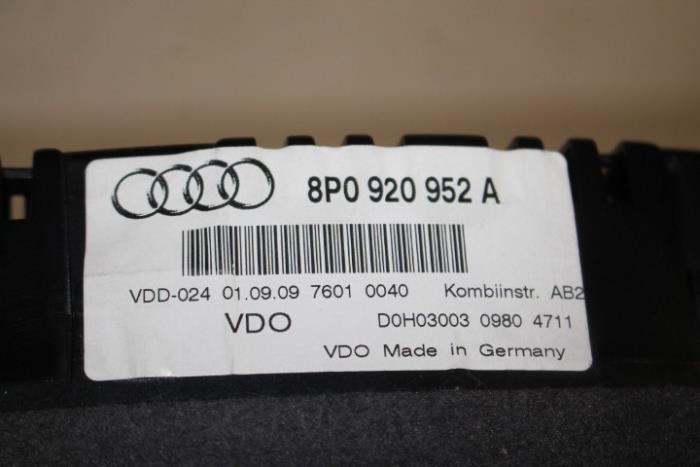 8P0 920 952 A
VDD-024 01.09.09 7601 0040 Kombiinstr. AB2
VDO D0H03003 0980 4711
VDO Made in Germany